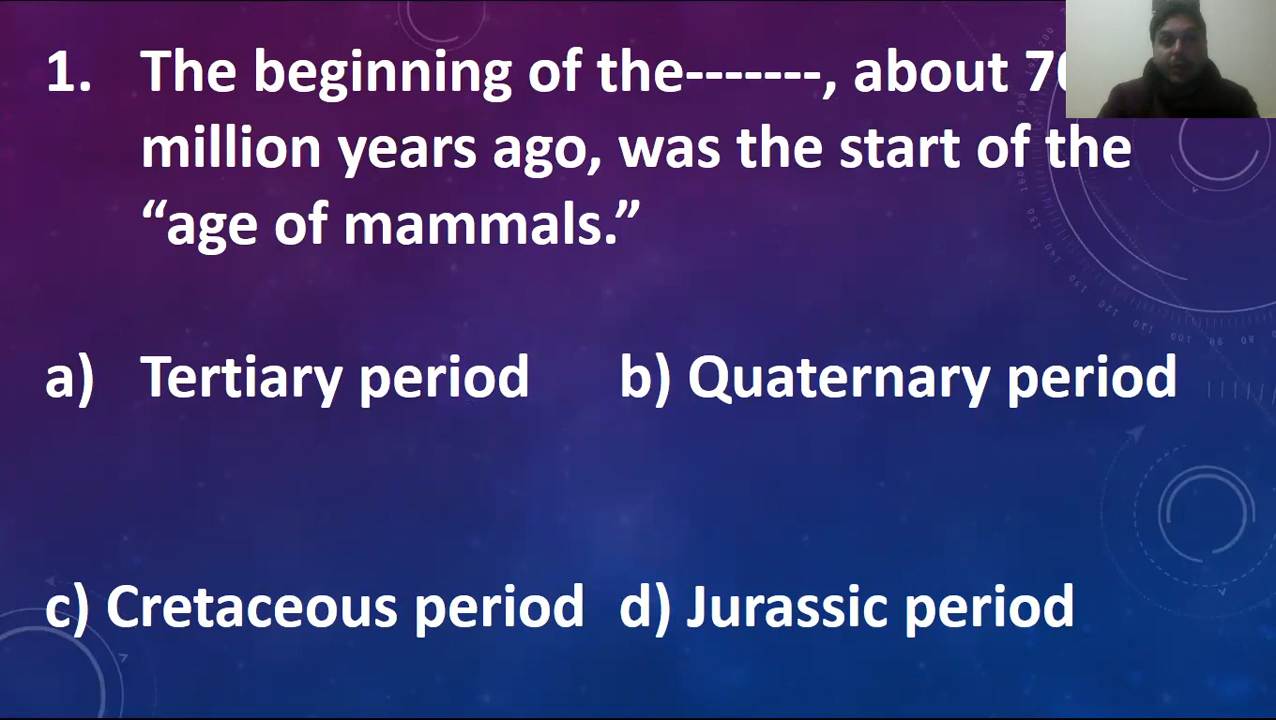 1. The beginning of the-------, about
million years ago, was the start of the
“age of mammals.”
a) Tertiary period b) Quaternary period
c) Cretaceous period d) Jurassic period